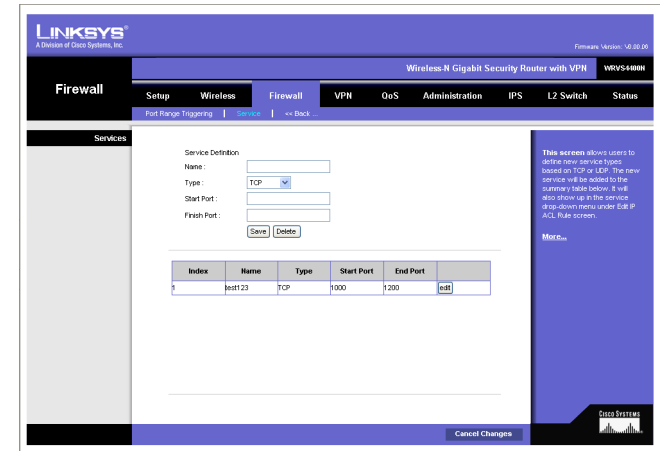 LINKSYS®
A Division of Cisco Systems, Inc.
Firmware Version: V0.00.00
Wireless-N Gigabit Security Router with VPN WRVS4400N
Firewall
Setup Wireless Firewall VPN QoS Administration IPS L2 Switch Status
Port Range Triggering | Service | << Back ...
Services
Service Definition
Name :
Type : TCP
Start Port :
Finish Port :
Save Delete
Index Name Type Start Port End Port
1 test123 TCP 1000 1200 edit
This screen allows users to
define new service types
based on TCP or UDP. The new
service will be added to the
summary table below. It will
also show up in the service
drop-down menu under Edit IP
ACL Rule screen.
More...
Cancel Changes
CISCO SYSTEMS